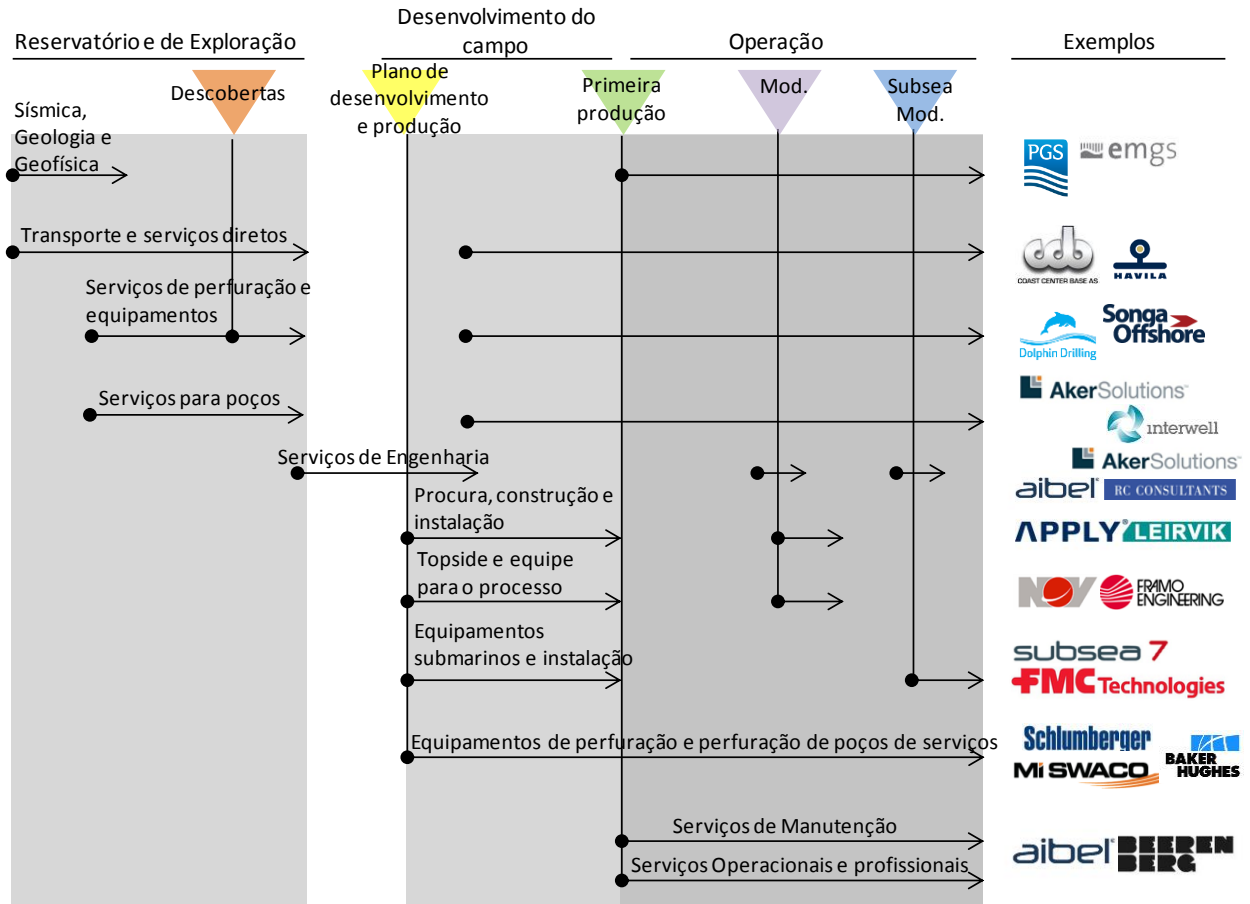 Reservatório e de Exploração
Desenvolvimento do
campo
Operação
Exemplos
Descobertas
Plano de
desenvolvimento
e produção
Primeira
produção
Mod.
Subsea
Mod.
Sísmica,
Geologia e
Geofísica
PGS
emgs
Transporte e serviços diretos
ccb
COAST CENTER BASE AS
HAVILA
Serviços de perfuração e
equipamentos
Dolphin Drilling
Songa
Offshore
Serviços para poços
AkerSolutions
interwell
Serviços de Engenharia
AkerSolutions
aibel
RC CONSULTANTS
Procura, construção e
instalação
APPLY
LEIRVIK
Topside e equipe
para o processo
NOV
FRAMO
ENGINEERING
Equipamentos
submarinos e instalação
subsea 7
FMC Technologies
Equipamentos de perfuração e perfuração de poços de serviços
Schlumberger
Mi SWACO
BAKER
HUGHES
Serviços de Manutenção
aibel
BEEREN
BERG
Serviços Operacionais e profissionais